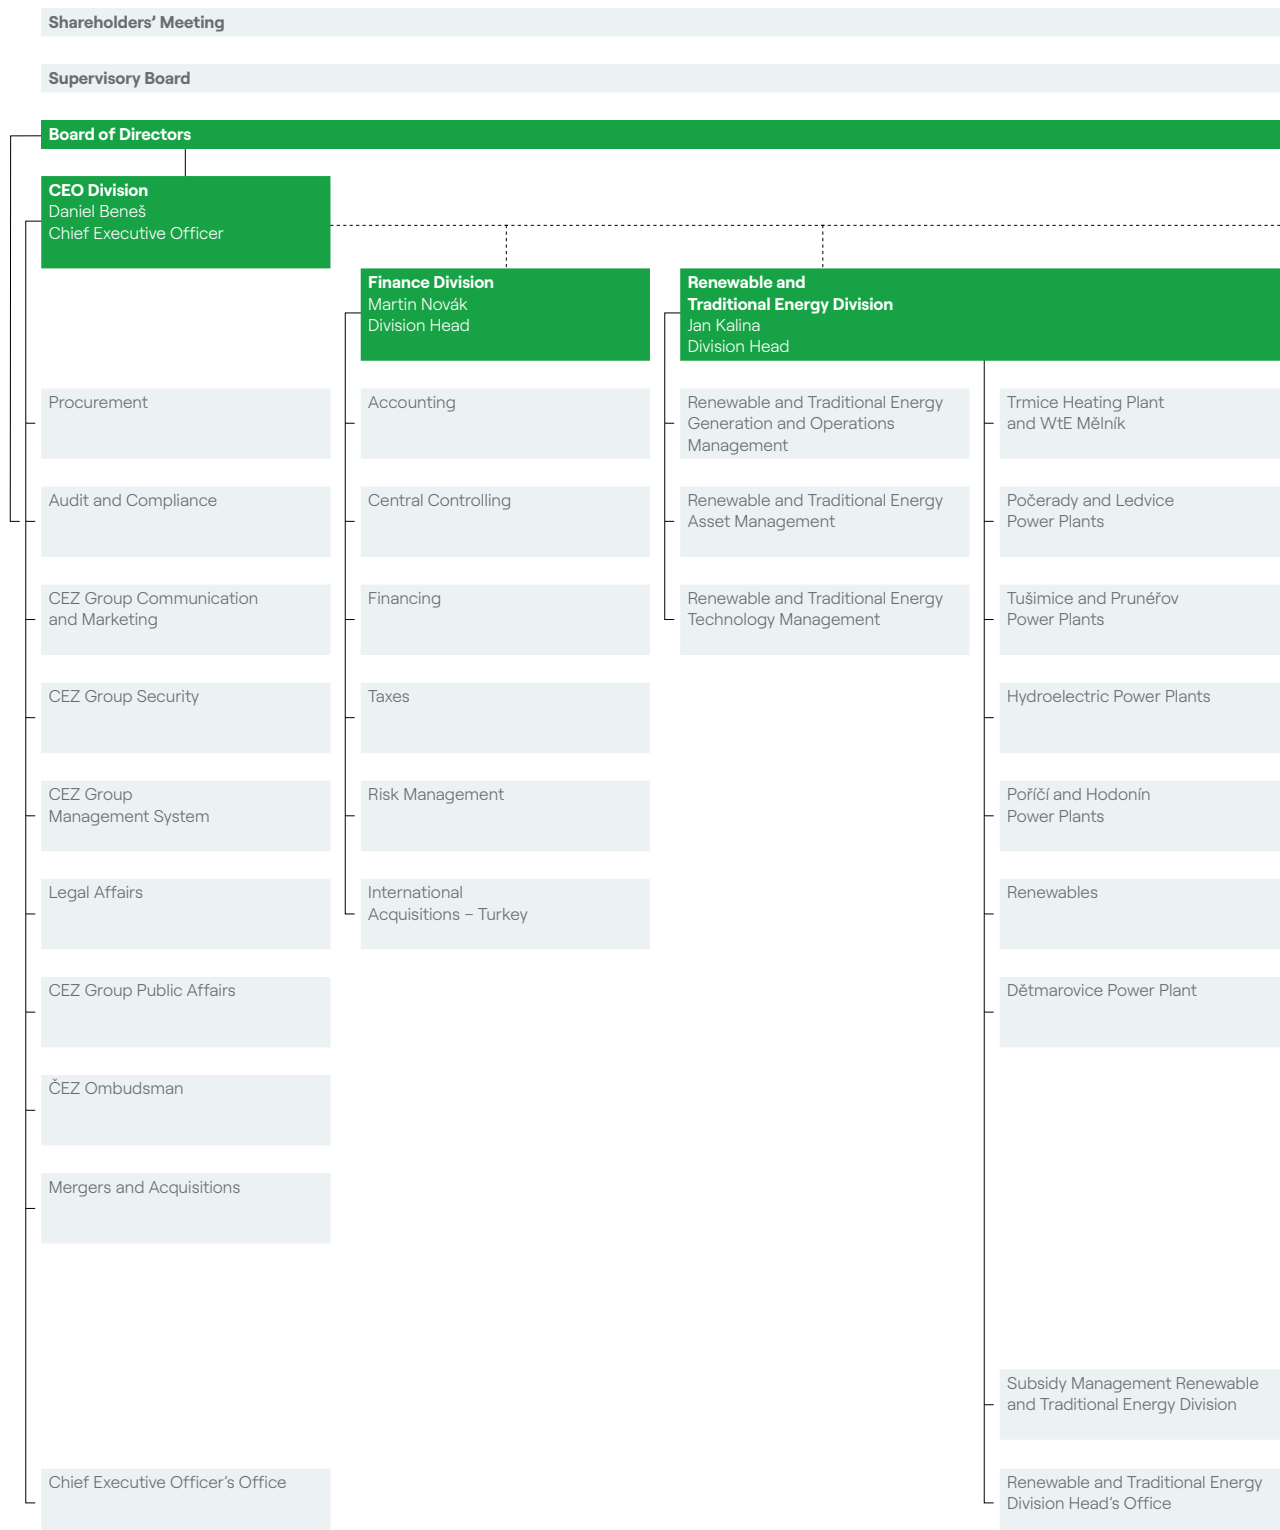 Shareholders’ Meeting
Supervisory Board
Board of Directors
CEO Division
Daniel Beneš
Chief Executive Officer
Finance Division
Martin Novák
Division Head
Renewable and
Traditional Energy Division
Jan Kalina
Division Head
Procurement
Audit and Compliance
CEZ Group Communication
and Marketing
CEZ Group Security
CEZ Group
Management System
Legal Affairs
CEZ Group Public Affairs
ČEZ Ombudsman
Mergers and Acquisitions
Chief Executive Officer’s Office
Accounting
Central Controlling
Financing
Taxes
Risk Management
International
Acquisitions – Turkey
Renewable and Traditional Energy
Generation and Operations
Management
Renewable and Traditional Energy
Asset Management
Renewable and Traditional Energy
Technology Management
Trmice Heating Plant
and WtE Mělník
Počerady and Ledvice
Power Plants
Tušimice and Prunéřov
Power Plants
Hydroelectric Power Plants
Poříčí and Hodonín
Power Plants
Renewables
Dětmarovice Power Plant
Subsidy Management Renewable
and Traditional Energy Division
Renewable and Traditional Energy
Division Head’s Office